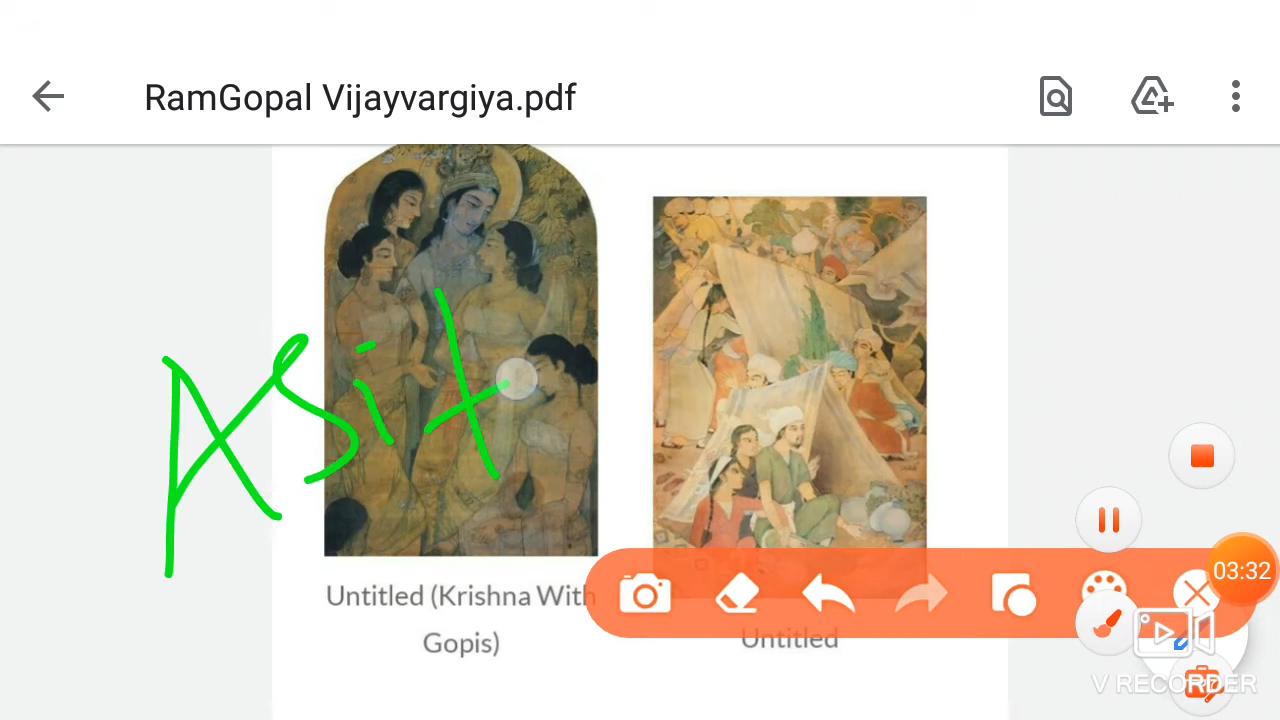 RamGopal Vijayvargiya.pdf
Asit
Untitled (Krishna With
Gopis)
Untitled
03:32
V RECORDER